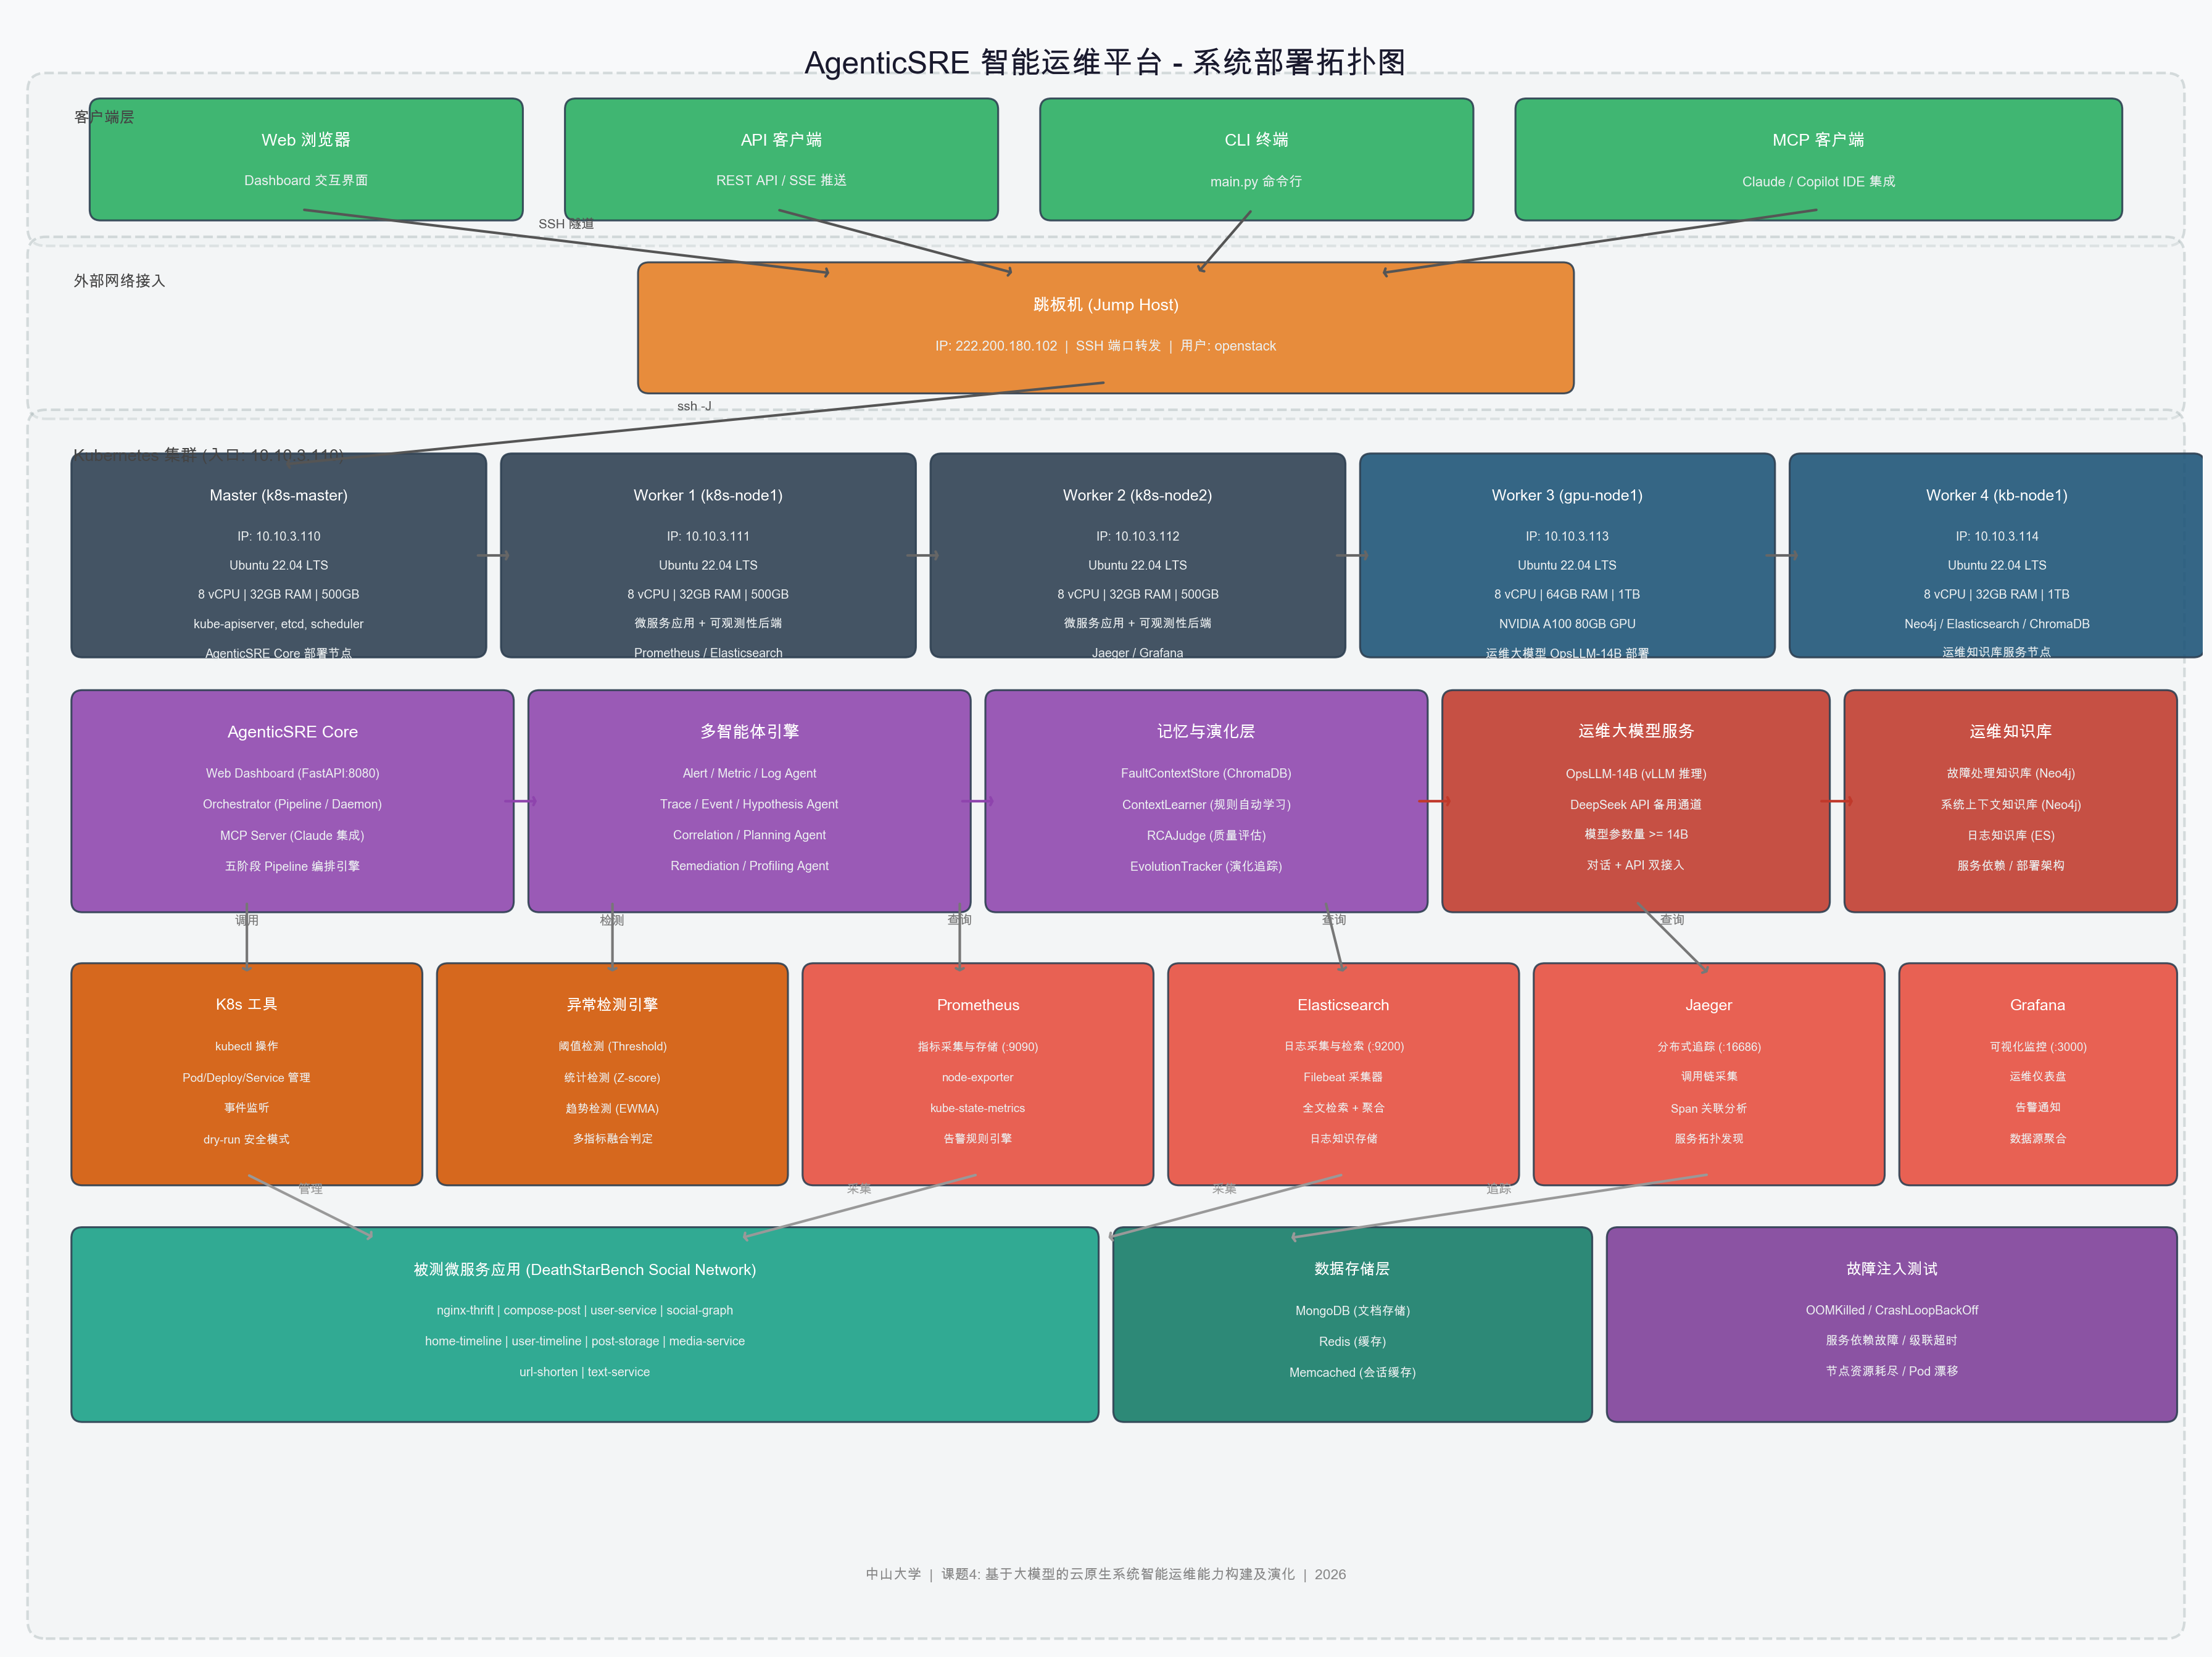 AgenticSRE 智能运维平台 - 系统部署拓扑图
客户端层
Web 浏览器
Dashboard 交互界面
API 客户端
REST API / SSE 推送
CLI 终端
main.py 命令行
MCP 客户端
Claude / Copilot IDE 集成
SSH 隧道
外部网络接入
跳板机 (Jump Host)
IP: 222.200.180.102 | SSH 端口转发 | 用户: openstack
ssh -J
Kubernetes 集群 (入口: 10.10.3.110)
Master (k8s-master)
IP: 10.10.3.110
Ubuntu 22.04 LTS
8 vCPU | 32GB RAM | 500GB
kube-apiserver, etcd, scheduler
AgenticSRE Core 部署节点
Worker 1 (k8s-node1)
IP: 10.10.3.111
Ubuntu 22.04 LTS
8 vCPU | 32GB RAM | 500GB
微服务应用 + 可观测性后端
Prometheus / Elasticsearch
Worker 2 (k8s-node2)
IP: 10.10.3.112
Ubuntu 22.04 LTS
8 vCPU | 32GB RAM | 500GB
微服务应用 + 可观测性后端
Jaeger / Grafana
Worker 3 (gpu-node1)
IP: 10.10.3.113
Ubuntu 22.04 LTS
8 vCPU | 64GB RAM | 1TB
NVIDIA A100 80GB GPU
运维大模型 OpsLLM-14B 部署
Worker 4 (kb-node1)
IP: 10.10.3.114
Ubuntu 22.04 LTS
8 vCPU | 32GB RAM | 1TB
Neo4j / Elasticsearch / ChromaDB
运维知识库服务节点
AgenticSRE Core
Web Dashboard (FastAPI:8080)
Orchestrator (Pipeline / Daemon)
MCP Server (Claude 集成)
五阶段 Pipeline 编排引擎
多智能体引擎
Alert / Metric / Log Agent
Trace / Event / Hypothesis Agent
Correlation / Planning Agent
Remediation / Profiling Agent
记忆与演化层
FaultContextStore (ChromaDB)
ContextLearner (规则自动学习)
RCAJudge (质量评估)
EvolutionTracker (演化追踪)
运维大模型服务
OpsLLM-14B (vLLM 推理)
DeepSeek API 备用通道
模型参数量 >= 14B
对话 + API 双接入
运维知识库
故障处理知识库 (Neo4j)
系统上下文知识库 (Neo4j)
日志知识库 (ES)
服务依赖 / 部署架构
调用
检测
查询
查询
查询
K8s 工具
kubectl 操作
Pod/Deploy/Service 管理
事件监听
dry-run 安全模式
异常检测引擎
阈值检测 (Threshold)
统计检测 (Z-score)
趋势检测 (EWMA)
多指标融合判定
Prometheus
指标采集与存储 (:9090)
node-exporter
kube-state-metrics
告警规则引擎
Elasticsearch
日志采集与检索 (:9200)
Filebeat 采集器
全文检索 + 聚合
日志知识存储
Jaeger
分布式追踪 (:16686)
调用链采集
Span 关联分析
服务拓扑发现
Grafana
可视化监控 (:3000)
运维仪表盘
告警通知
数据源聚合
管理
采集
采集
追踪
被测微服务应用 (DeathStarBench Social Network)
nginx-thrift | compose-post | user-service | social-graph
home-timeline | user-timeline | post-storage | media-service
url-shorten | text-service
数据存储层
MongoDB (文档存储)
Redis (缓存)
Memcached (会话缓存)
故障注入测试
OOMKilled / CrashLoopBackOff
服务依赖故障 / 级联超时
节点资源耗尽 / Pod 漂移
中山大学 | 课题4: 基于大模型的云原生系统智能运维能力构建及演化 | 2026